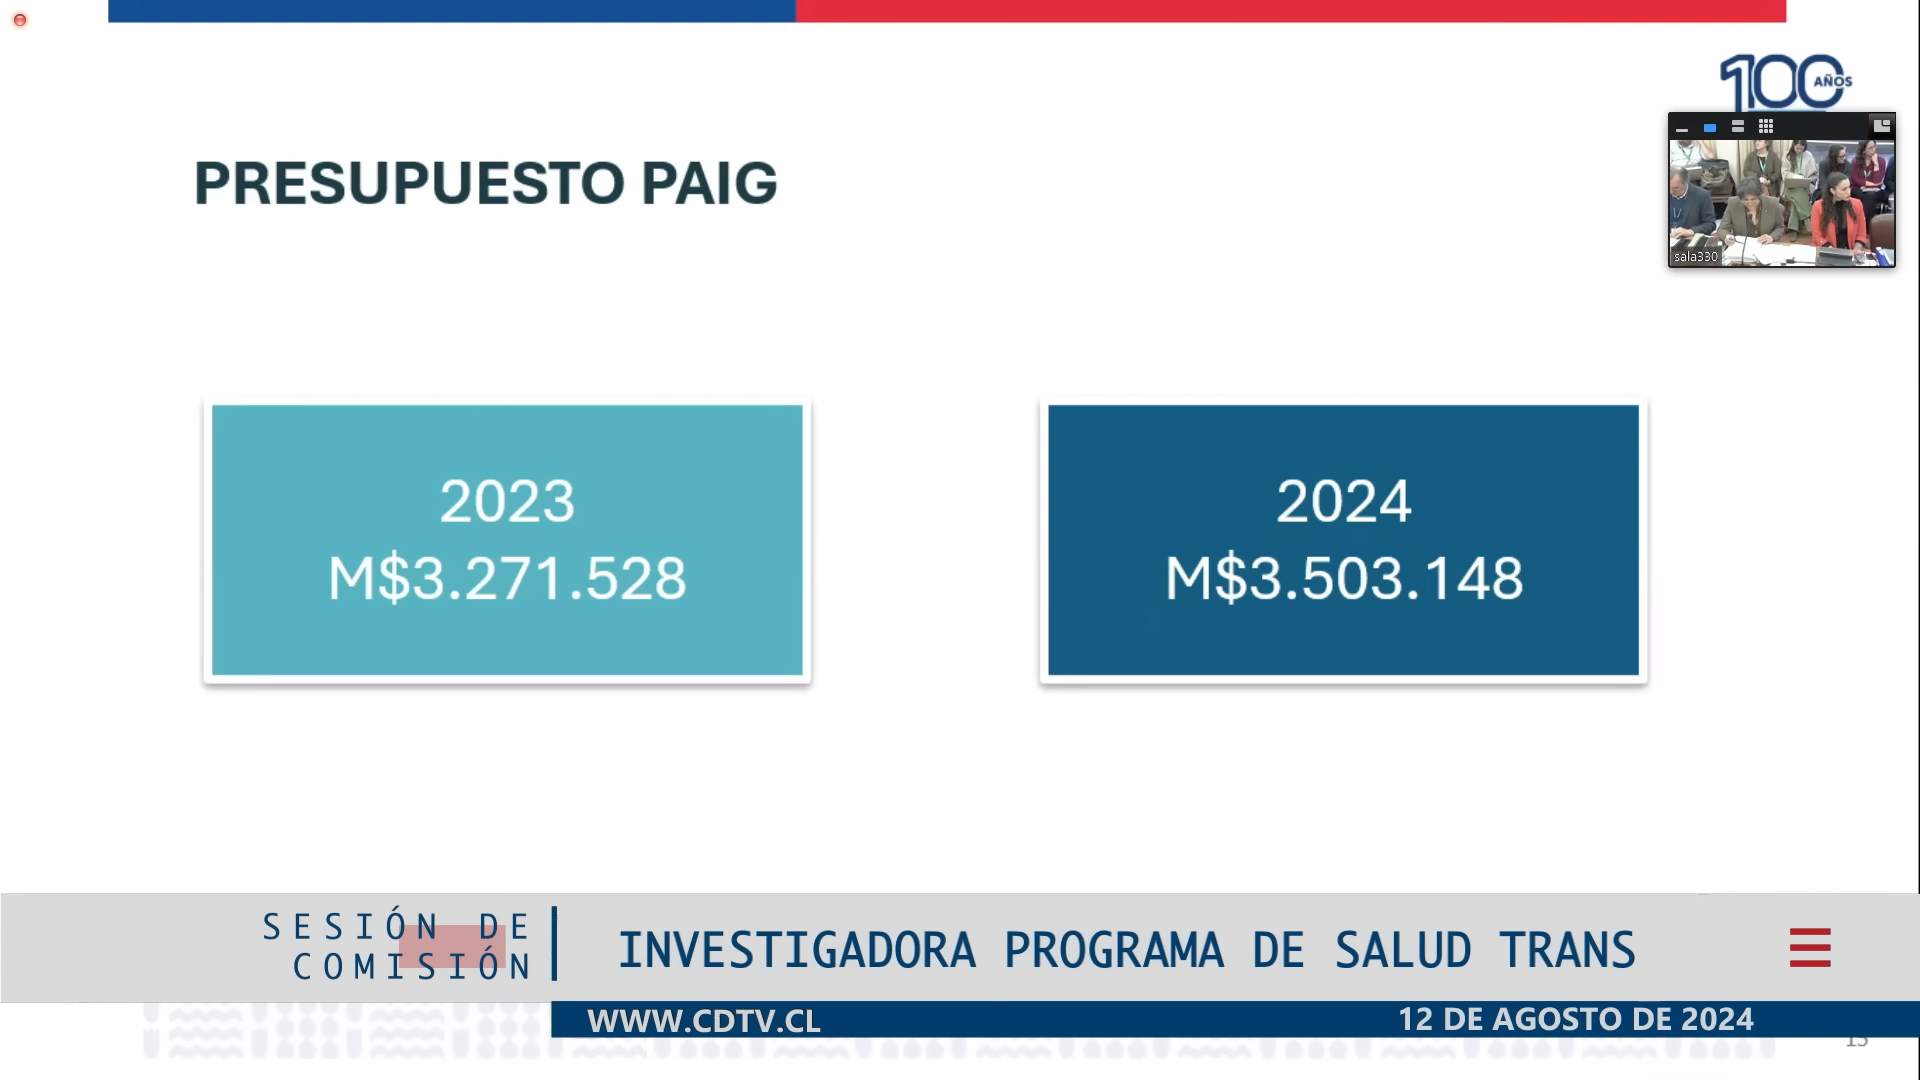 100 AÑOS
PRESUPUESTO PAIG
sala330
2023
M$3.271.528
2024
M$3.503.148
SESIÓN DE
COMISIÓN
INVESTIGADORA PROGRAMA DE SALUD TRANS
WWW.CDTV.CL
12 DE AGOSTO DE 2024